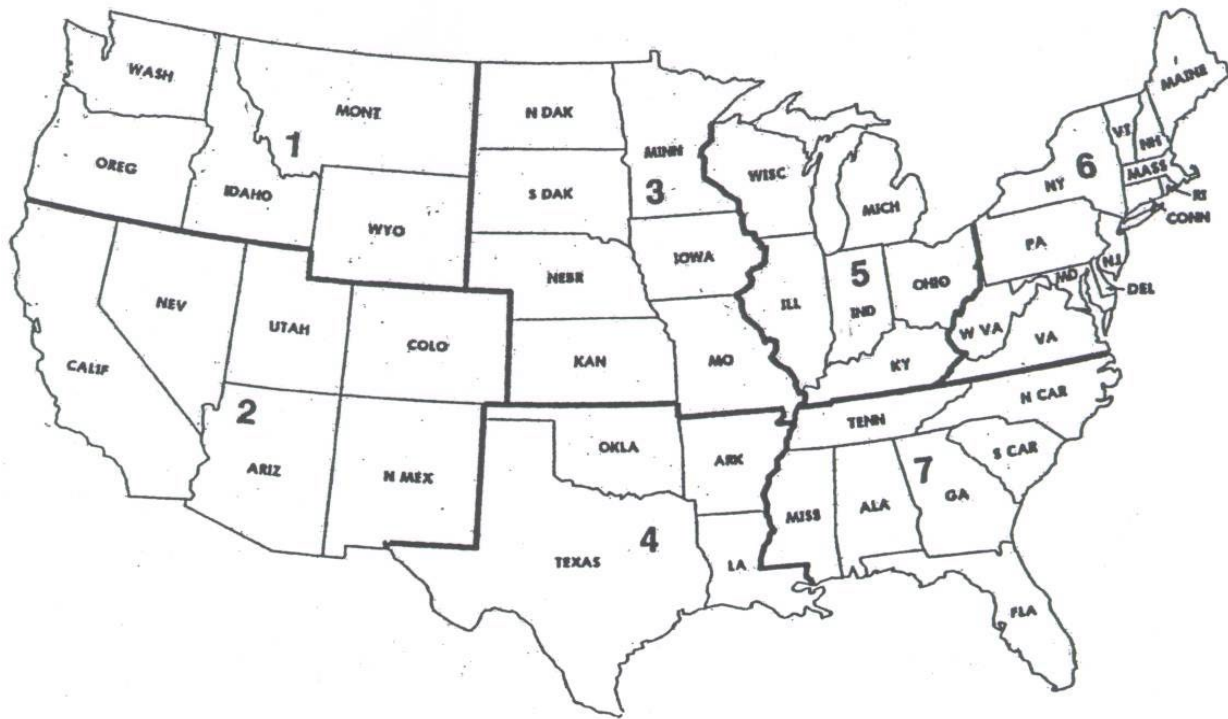 WASH
MONT
N DAK
MINN
MAINE
1
OREG
IDAHO
WYO
S DAK
3
WISC
MICH
NY
6
V.T.
NH
MASS
RI
CONN
NEV
UTAH
COLO
NEBR
IOWA
ILL
5
IND
OHIO
PA
N.J.
MD
DEL
CALIF
2
ARIZ
N MEX
KAN
MO
KY
W VA
VA
OKLA
ARK
TENN
N CAR
S CAR
TEXAS
4
LA
MISS
ALA
7
GA
FLA